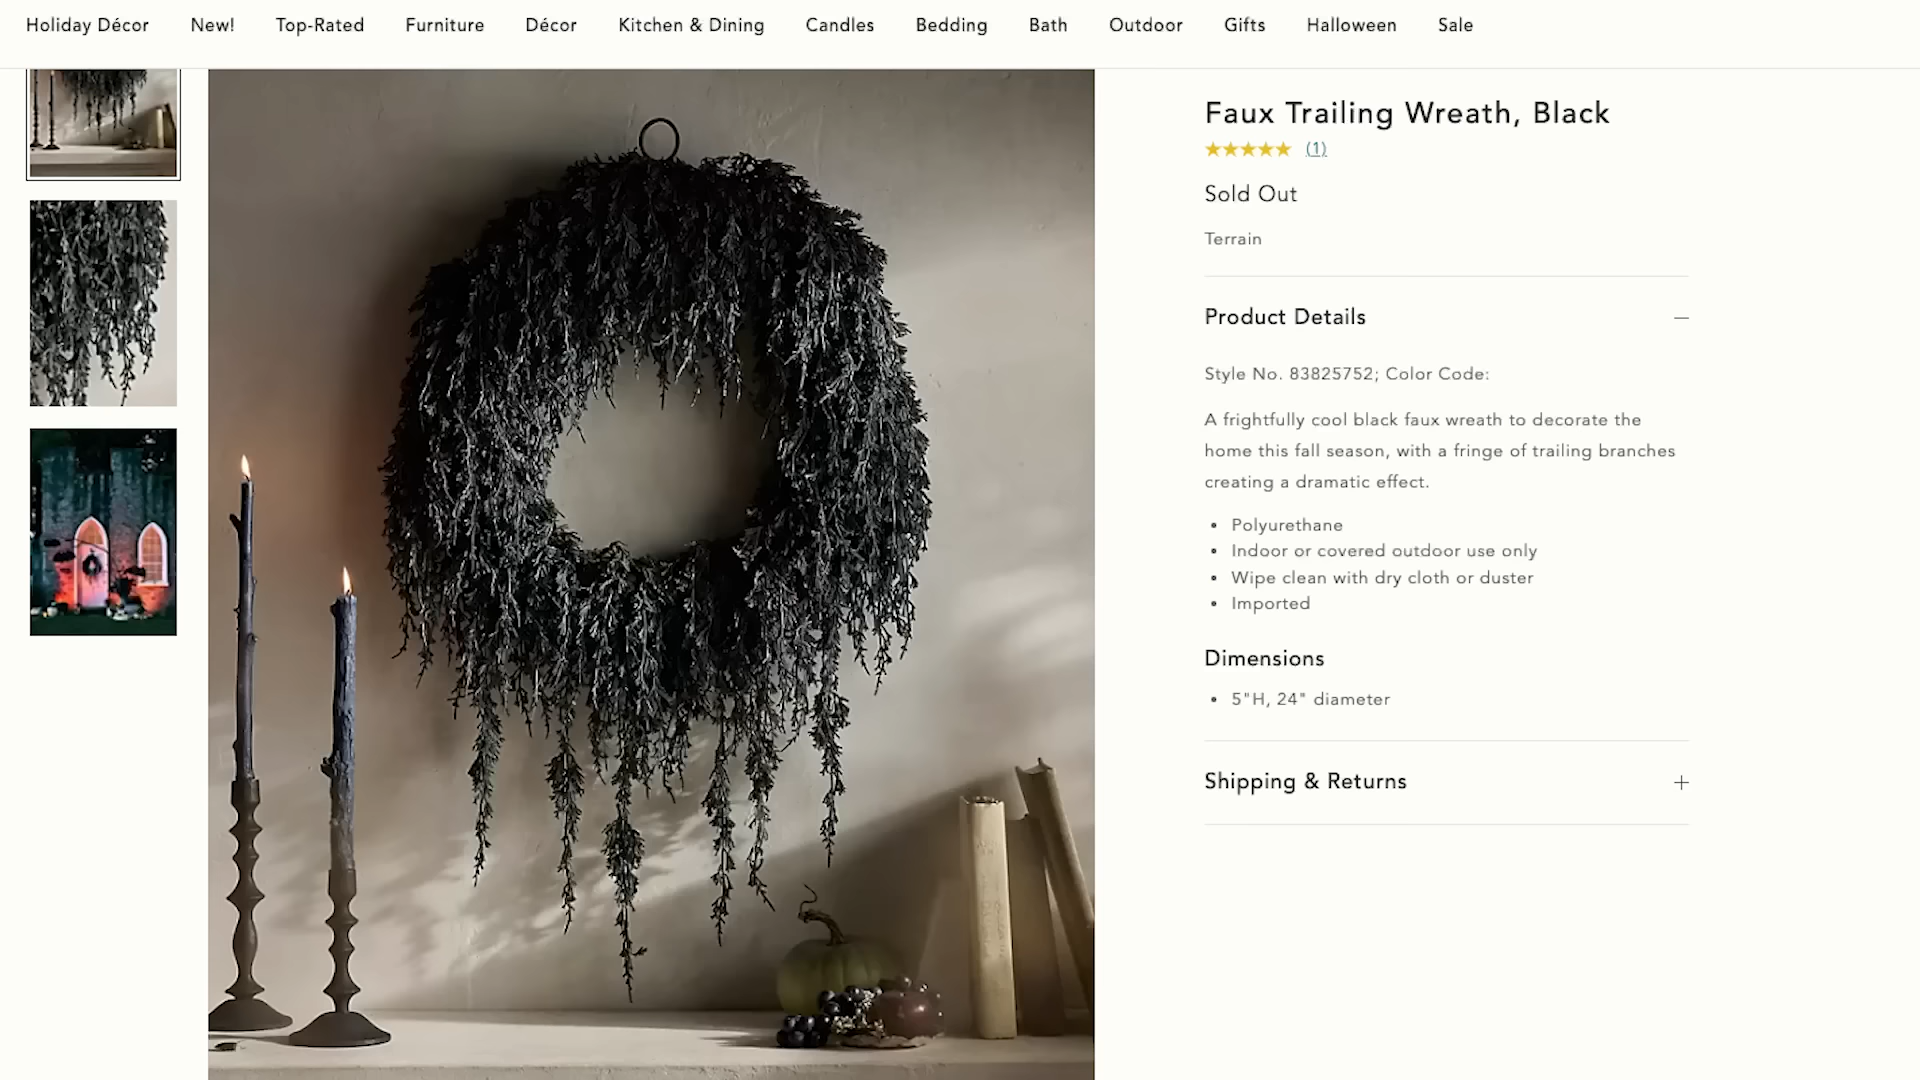 Holiday Décor New! Top-Rated Furniture Décor Kitchen & Dining Candles Bedding Bath Outdoor Gifts Halloween Sale
Faux Trailing Wreath, Black
(1)
Sold Out
Terrain
Product Details
Style No. 83825752; Color Code:
A frightfully cool black faux wreath to decorate the
home this fall season, with a fringe of trailing branches
creating a dramatic effect.
• Polyurethane
• Indoor or covered outdoor use only
• Wipe clean with dry cloth or duster
• Imported
Dimensions
• 5"H, 24" diameter
Shipping & Returns